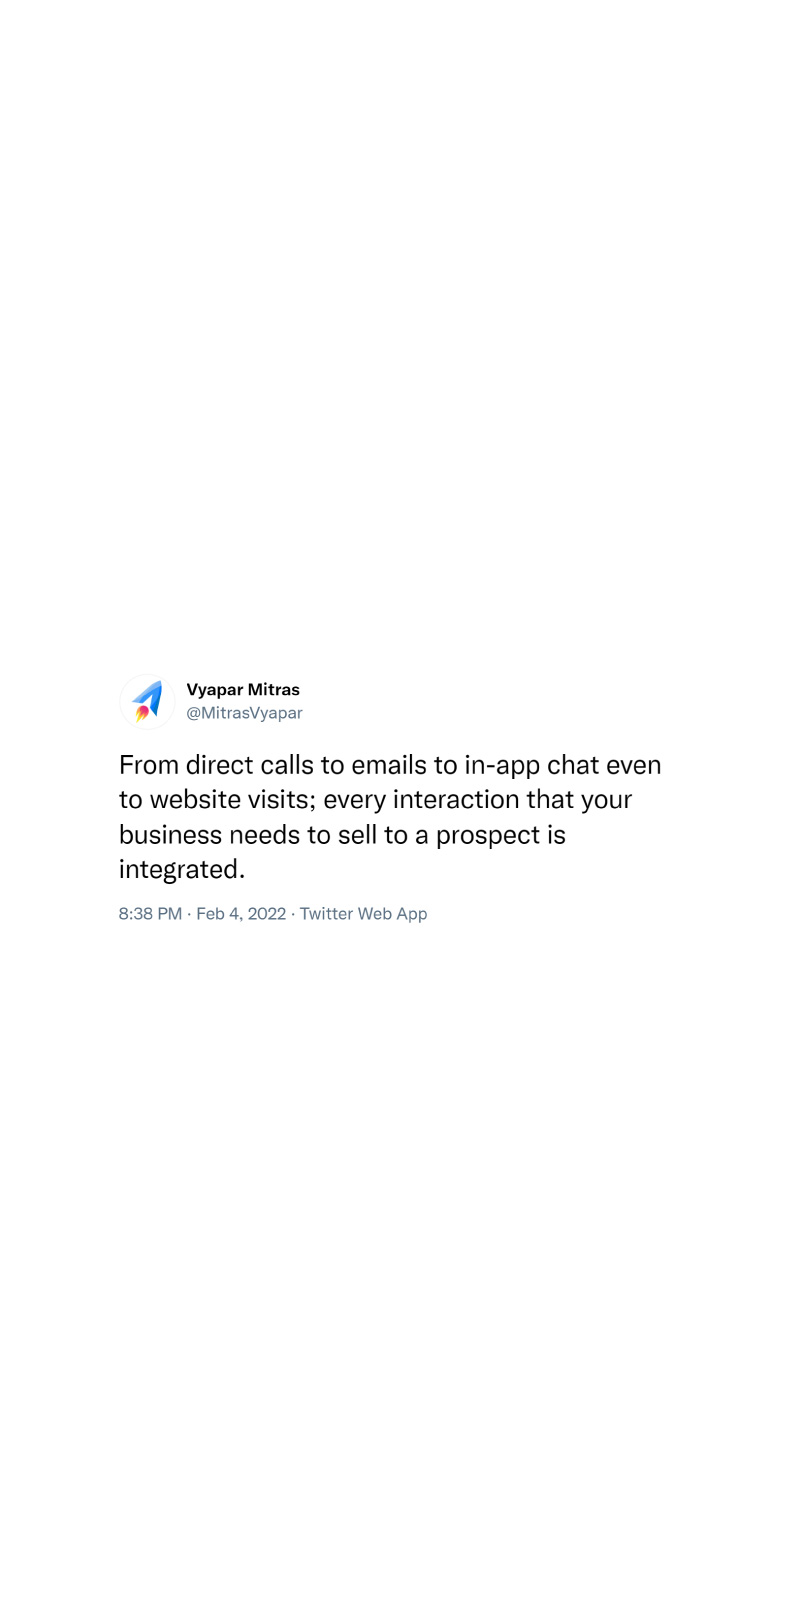 Vyapar Mitras
@MitrasVyapar
From direct calls to emails to in-app chat even
to website visits; every interaction that your
business needs to sell to a prospect is
integrated.
8:38 PM · Feb 4, 2022 · Twitter Web App